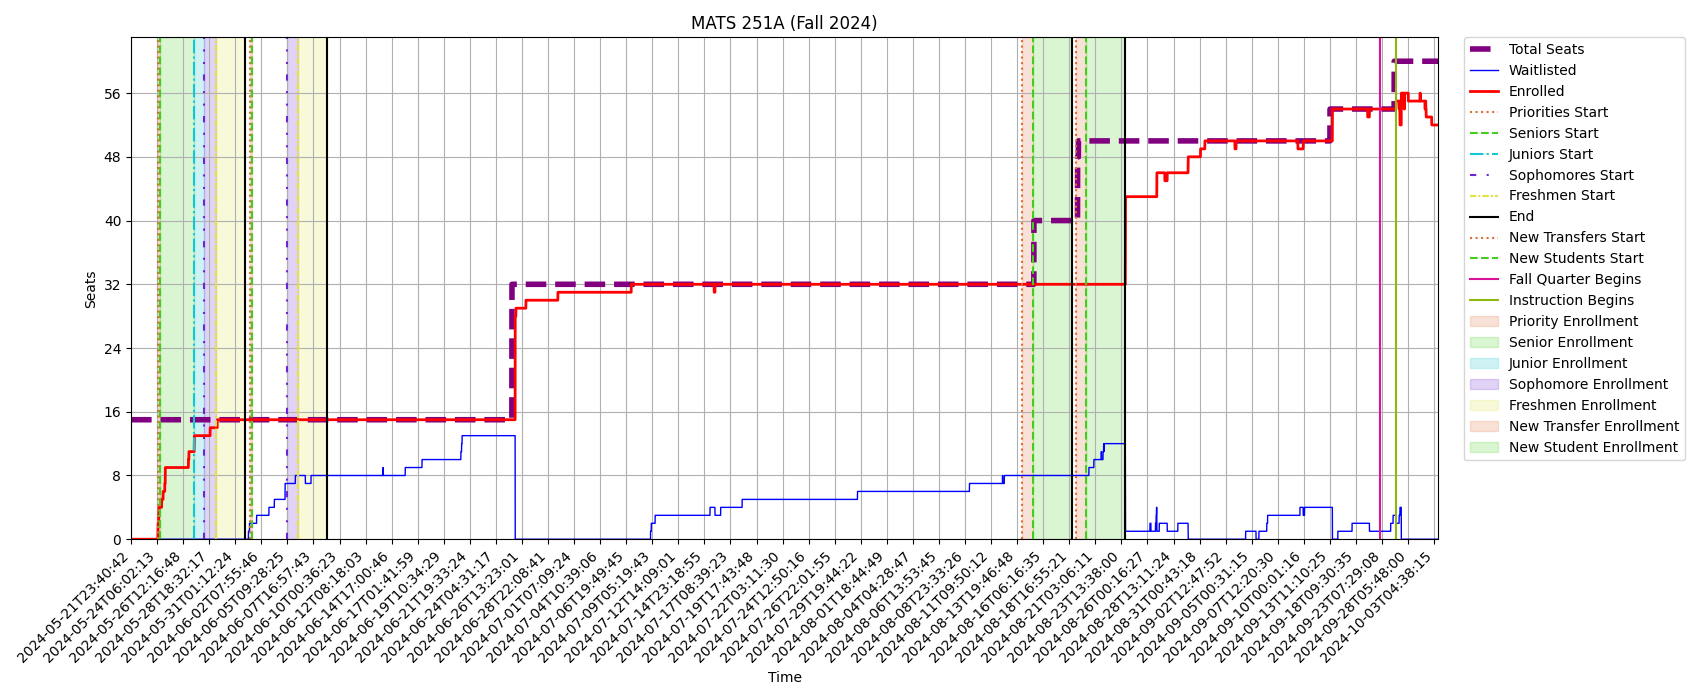 MATS 251A (Fall 2024)
Seats
56
48
40
32
24
16
8
0
2024-05-21T23:40:42
2024-05-24T06:02:13
2024-05-26T12:16:48
2024-05-28T18:32:17
2024-05-31T01:12:24
2024-06-02T07:55:46
2024-06-05T09:28:25
2024-06-07T16:57:43
2024-06-10T00:36:23
2024-06-12T08:18:03
2024-06-14T17:00:46
2024-06-17T01:41:59
2024-06-19T10:34:29
2024-06-21T19:33:24
2024-06-24T04:31:17
2024-06-26T13:23:01
2024-06-28T22:08:41
2024-07-01T07:09:24
2024-07-04T10:39:06
2024-07-06T19:49:45
2024-07-09T05:19:43
2024-07-12T14:09:01
2024-07-14T23:18:55
2024-07-17T08:39:23
2024-07-19T17:43:48
2024-07-22T03:11:30
2024-07-24T12:50:16
2024-07-26T22:01:55
2024-07-29T19:44:22
2024-08-01T18:44:49
2024-08-04T04:28:47
2024-08-06T13:53:45
2024-08-08T23:33:26
2024-08-11T09:50:12
2024-08-13T19:46:48
2024-08-16T06:16:35
2024-08-18T16:55:21
2024-08-21T03:06:11
2024-08-23T13:38:00
2024-08-26T00:16:27
2024-08-28T13:11:24
2024-08-31T00:43:18
2024-09-02T12:47:52
2024-09-05T00:31:15
2024-09-07T12:20:30
2024-09-10T00:01:16
2024-09-13T11:10:25
2024-09-18T09:30:35
2024-09-23T07:29:08
2024-09-28T05:48:00
2024-10-03T04:38:15
Time
Total Seats
Waitlisted
Enrolled
Priorities Start
Seniors Start
Juniors Start
Sophomores Start
Freshmen Start
End
New Transfers Start
New Students Start
Fall Quarter Begins
Instruction Begins
Priority Enrollment
Senior Enrollment
Junior Enrollment
Sophomore Enrollment
Freshmen Enrollment
New Transfer Enrollment
New Student Enrollment